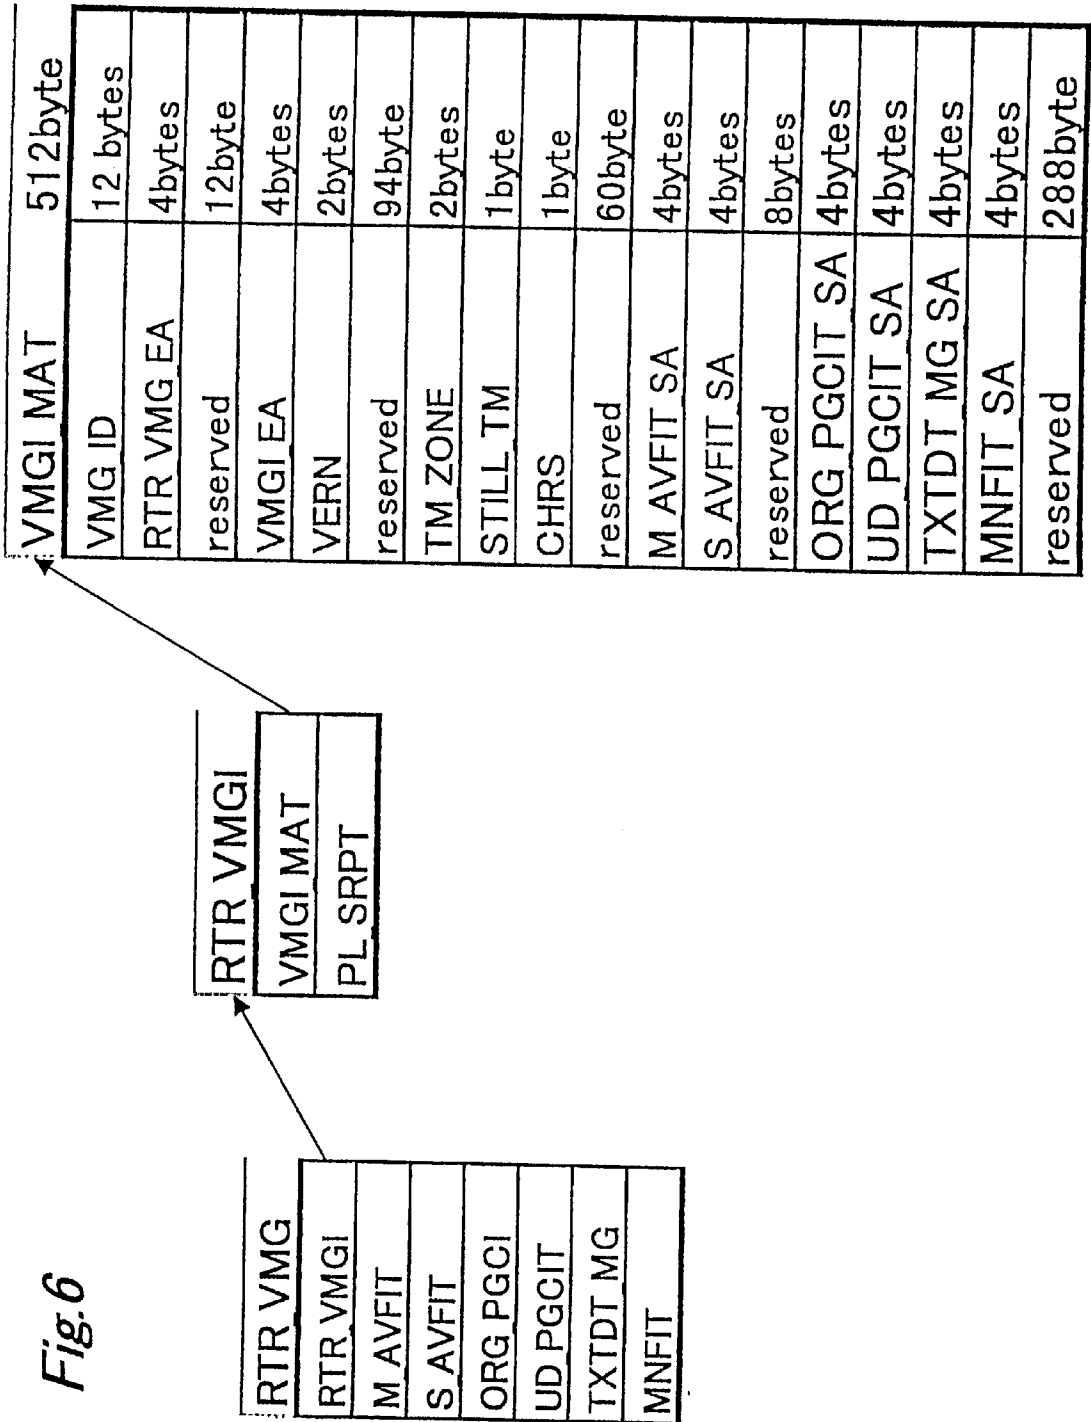 Fig.6
RTR VMG
RTR VMGI
M AVFIT
S AVFIT
ORG PGCI
UD PGCIT
TXTDT MG
MNFIT
RTR VMGI
VMGI MAT
PL SRPT
VMGI MAT 512byte
VMG ID 12 bytes
RTR VMG EA 4bytes
reserved 12byte
VMGI EA 4bytes
VERN 2bytes
reserved 94byte
TM ZONE 2bytes
STILL TM 1byte
CHRS 1byte
reserved 60byte
M AVFIT SA 4bytes
S AVFIT SA 4bytes
reserved 8bytes
ORG PGCIT SA 4bytes
UD PGCIT SA 4bytes
TXTDT MG SA 4bytes
MNFIT SA 4bytes
reserved 288byte